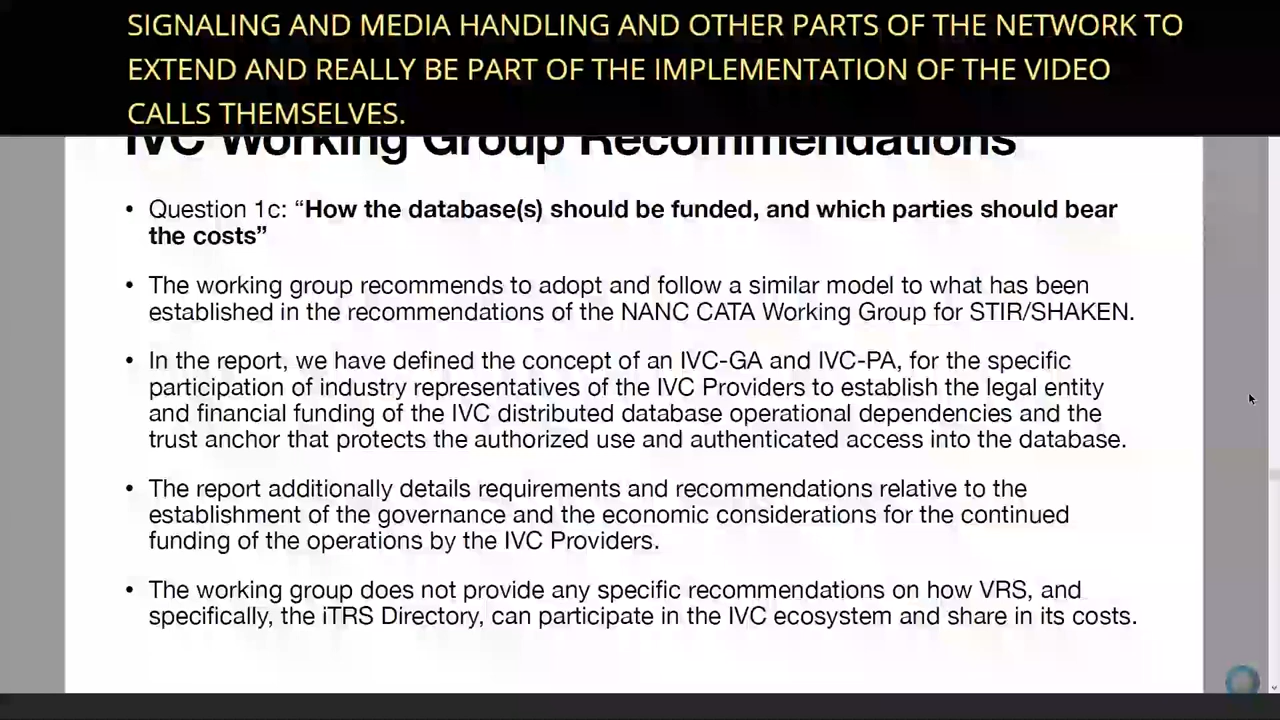 SIGNALING AND MEDIA HANDLING AND OTHER PARTS OF THE NETWORK TO
EXTEND AND REALLY BE PART OF THE IMPLEMENTATION OF THE VIDEO
CALLS THEMSELVES.
IVC Working Group Recommendations
• Question 1c: “How the database(s) should be funded, and which parties should bear
the costs”
• The working group recommends to adopt and follow a similar model to what has been
established in the recommendations of the NANC CATA Working Group for STIR/SHAKEN.
• In the report, we have defined the concept of an IVC-GA and IVC-PA, for the specific
participation of industry representatives of the IVC Providers to establish the legal entity
and financial funding of the IVC distributed database operational dependencies and the
trust anchor that protects the authorized use and authenticated access into the database.
• The report additionally details requirements and recommendations relative to the
establishment of the governance and the economic considerations for the continued
funding of the operations by the IVC Providers.
• The working group does not provide any specific recommendations on how VRS, and
specifically, the iTRS Directory, can participate in the IVC ecosystem and share in its costs.